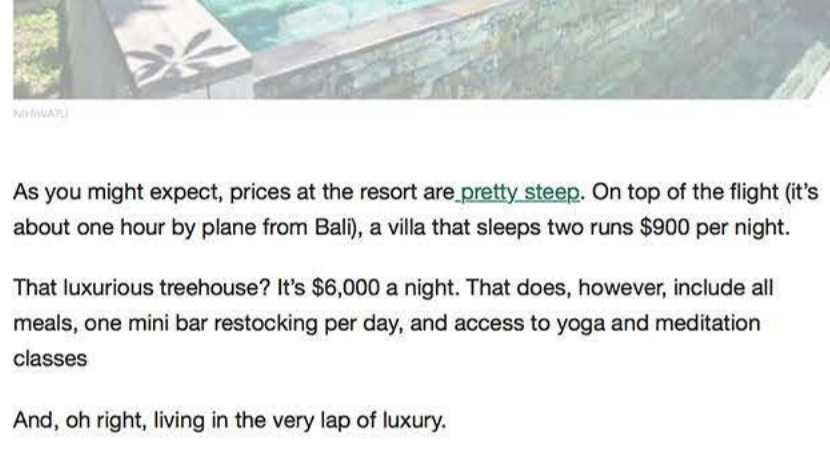 NIHIWATU
As you might expect, prices at the resort are pretty steep. On top of the flight (it's
about one hour by plane from Bali), a villa that sleeps two runs $900 per night.
That luxurious treehouse? It's $6,000 a night. That does, however, include all
meals, one mini bar restocking per day, and access to yoga and meditation
classes
And, oh right, living in the very lap of luxury.